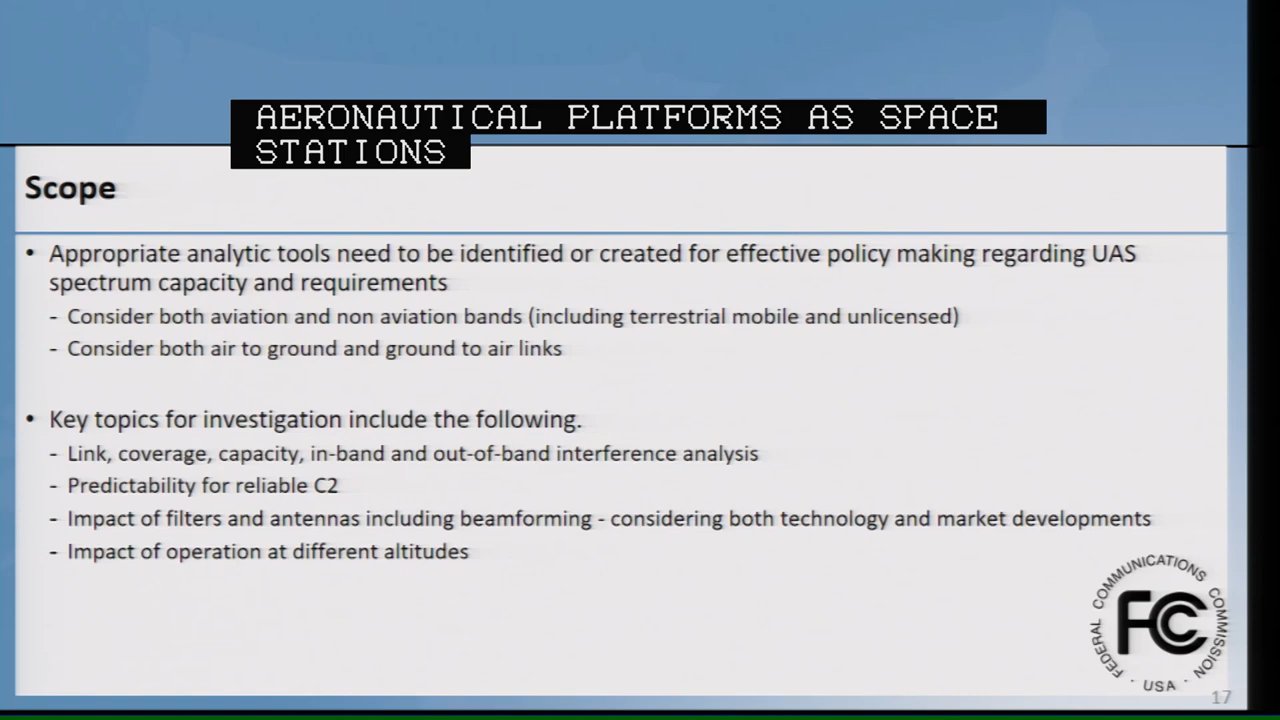 AERONAUTICAL PLATFORMS AS SPACE
STATIONS
Scope
• Appropriate analytic tools need to be identified or created for effective policy making regarding UAS
spectrum capacity and requirements
- Consider both aviation and non aviation bands (including terrestrial mobile and unlicensed)
- Consider both air to ground and ground to air links
• Key topics for investigation include the following.
- Link, coverage, capacity, in-band and out-of-band interference analysis
- Predictability for reliable C2
- Impact of filters and antennas including beamforming - considering both technology and market developments
- Impact of operation at different altitudes
FEDERAL COMMUNICATIONS COMMISSION
FCC
· USA ·
17